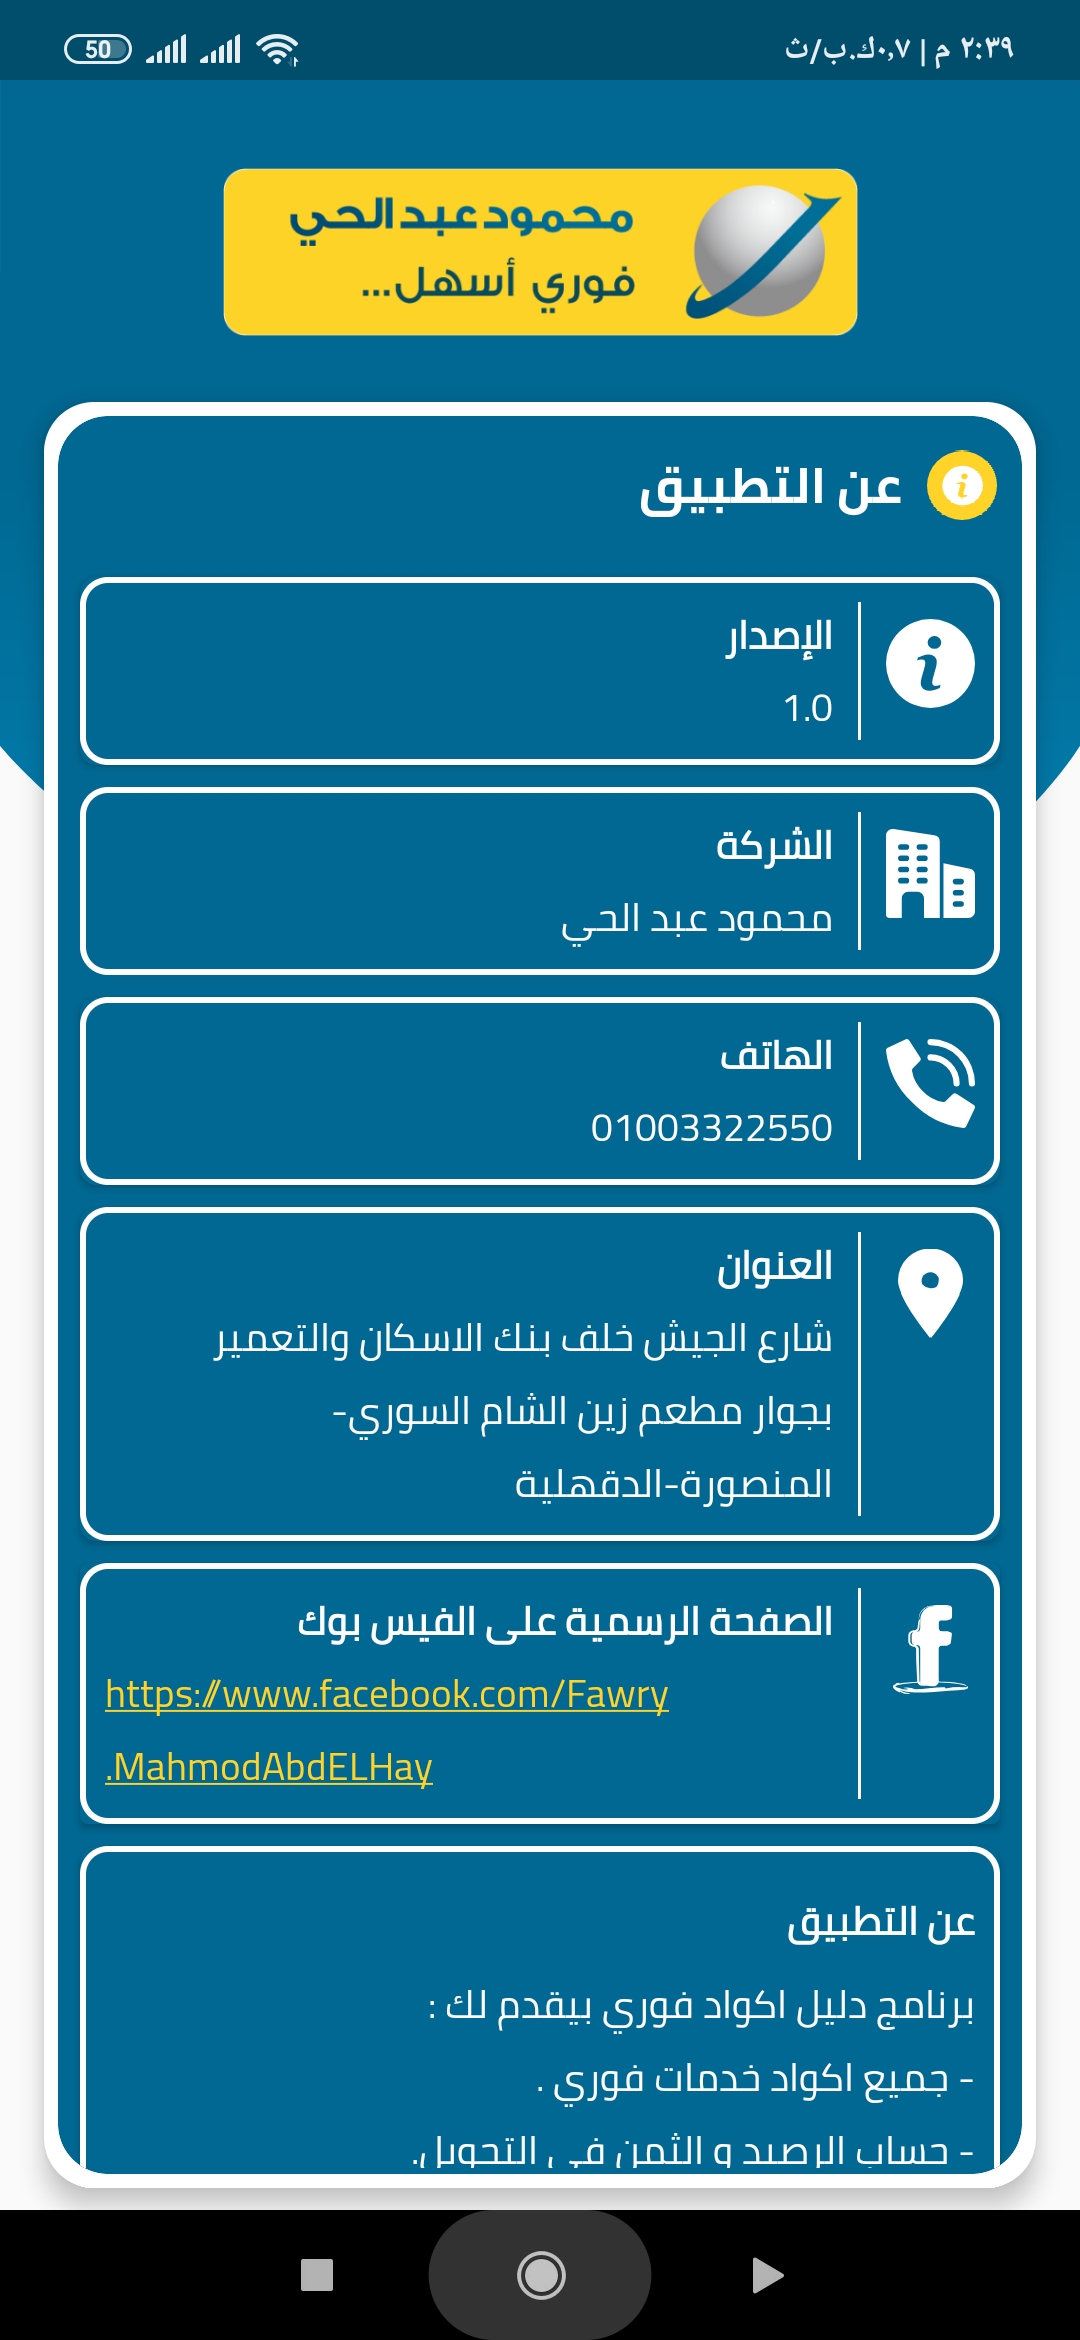 ٢:٣٩ م | ٠,٧ك.ب/ث
50
محمود عبد الحي
فوري أسهل...
عن التطبيق
الإصدار
1.0
الشركة
محمود عبد الحي
الهاتف
01003322550
العنوان
شارع الجيش خلف بنك الاسكان والتعمير
بجوار مطعم زين الشام السوري-
المنصورة-الدقهلية
الصفحة الرسمية على الفيس بوك
https://www.facebook.com/Fawry
.MahmodAbdELHay
عن التطبيق
برنامج دليل اكواد فوري بيقدم لك :
- جميع اكواد خدمات فوري .
- حساب الرصيد و الثمن في التحويل.